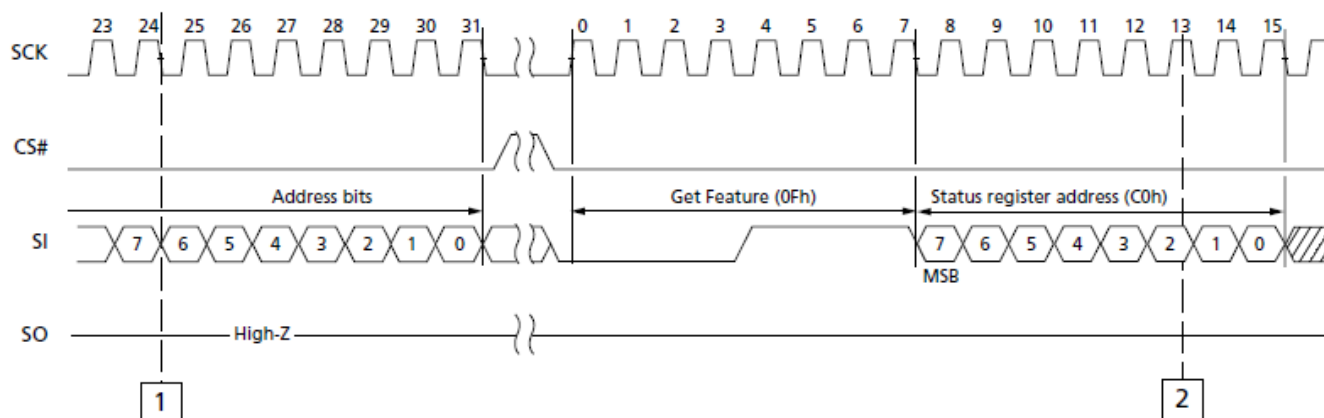 23 24 25 26 27 28 29 30 31 0 1 2 3 4 5 6 7 8 9 10 11 12 13 14 15
SCK
CS#
Address bits Get Feature (0Fh) Status register address (C0h)
SI 7 6 5 4 3 2 1 0 7 6 5 4 3 2 1 0
MSB
SO High-Z
1 2